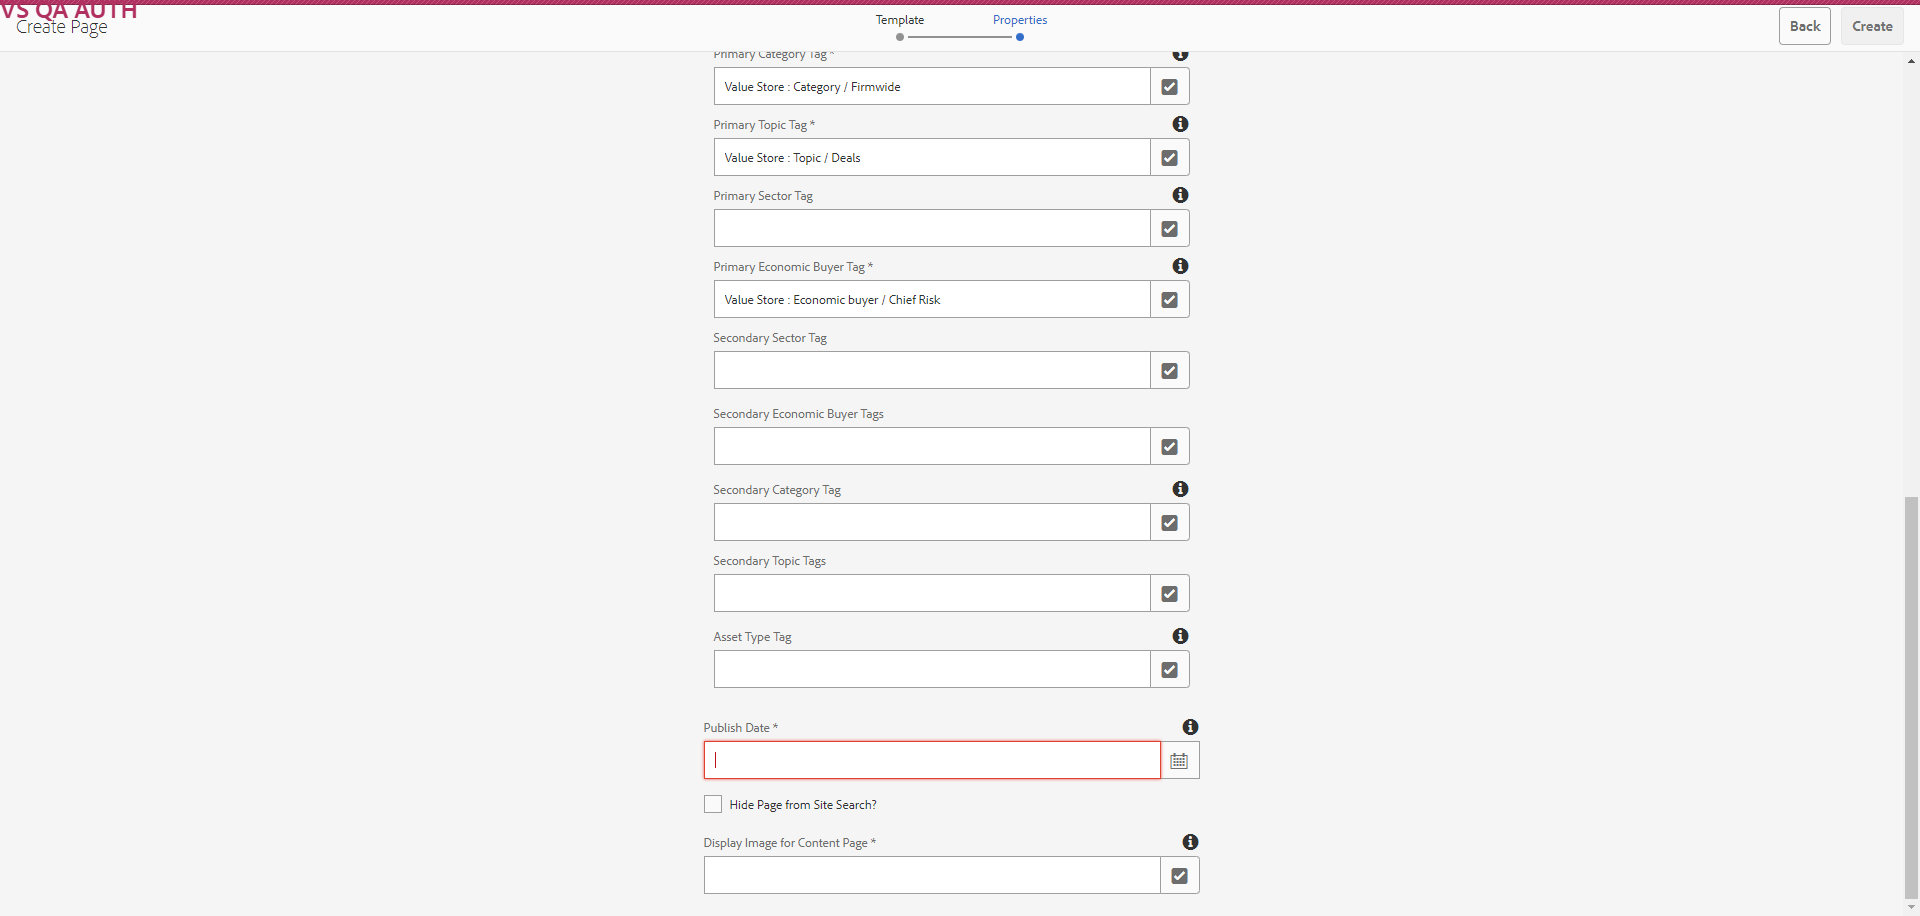 VS QA AUTH
Create Page
Template
Properties
Back
Create
Primary Category Tag *
Value Store : Category / Firmwide
Primary Topic Tag *
Value Store : Topic / Deals
Primary Sector Tag
Primary Economic Buyer Tag *
Value Store : Economic buyer / Chief Risk
Secondary Sector Tag
Secondary Economic Buyer Tags
Secondary Category Tag
Secondary Topic Tags
Asset Type Tag
Publish Date *
Hide Page from Site Search?
Display Image for Content Page *